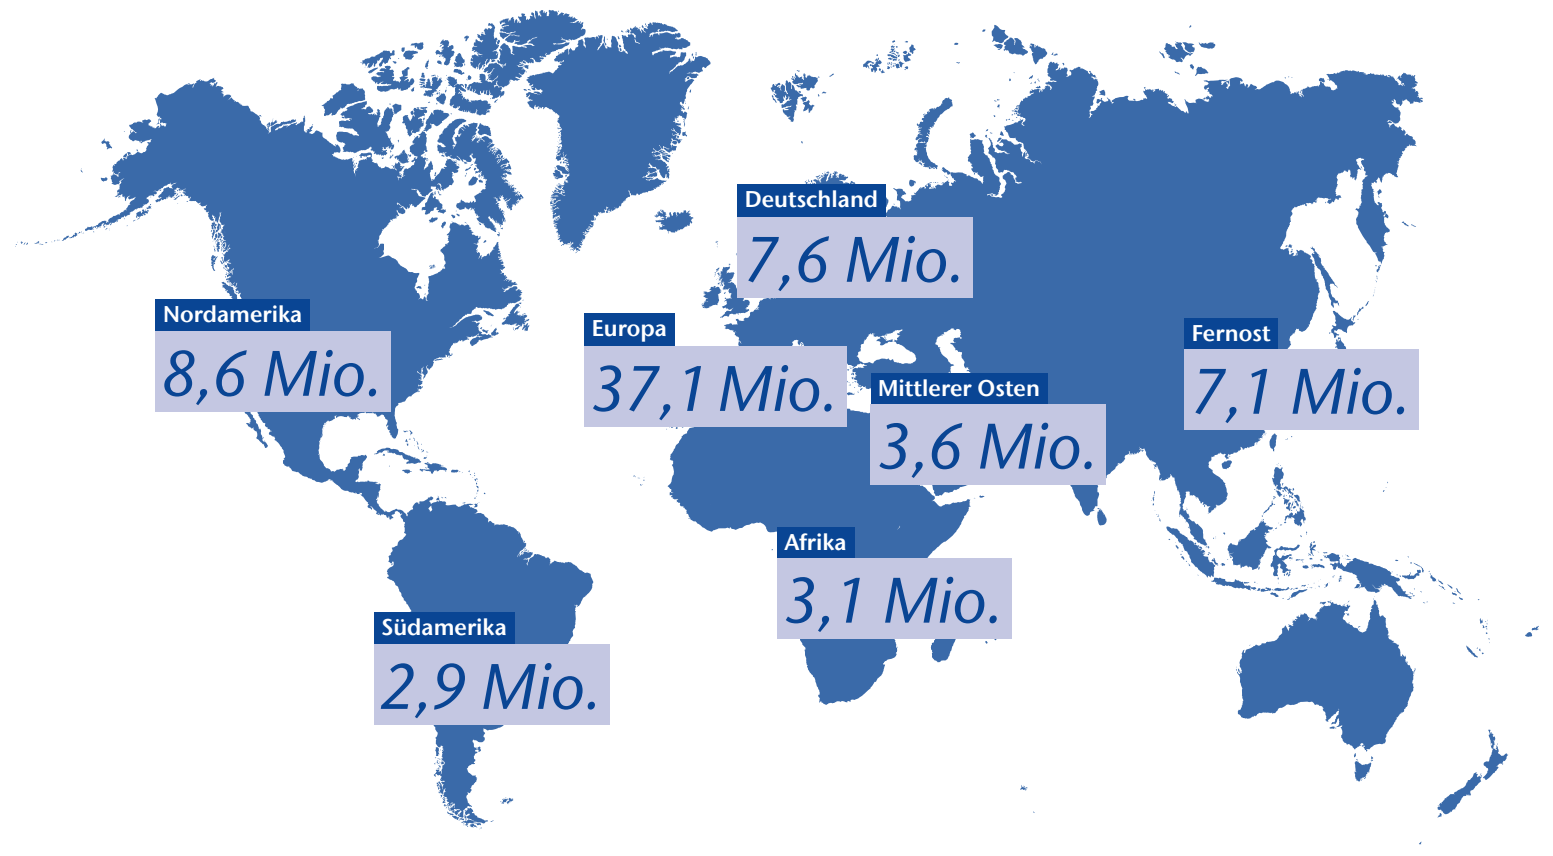 Deutschland
7,6 Mio.
Nordamerika
8,6 Mio.
Europa
37,1 Mio.
Fernost
7,1 Mio.
Mittlerer Osten
3,6 Mio.
Afrika
3,1 Mio.
Südamerika
2,9 Mio.